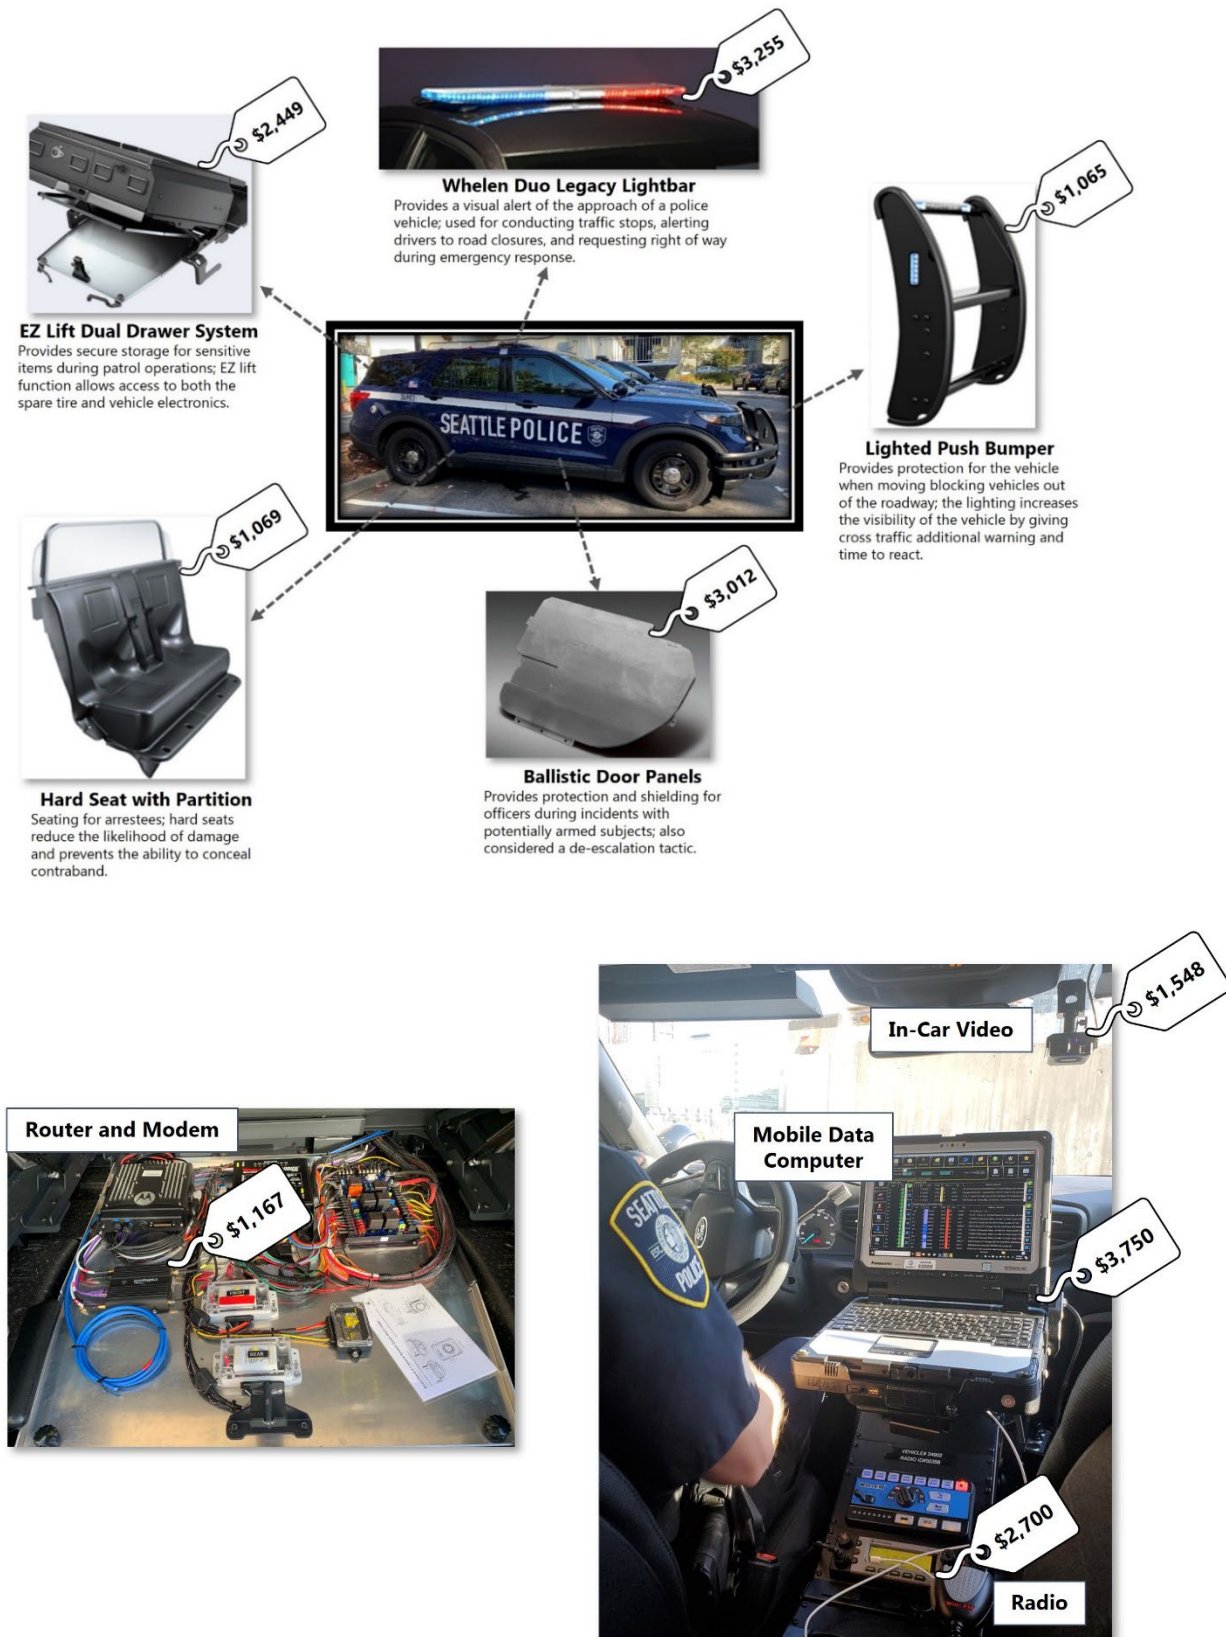 $3,255
Whelen Duo Legacy Lightbar
Provides a visual alert of the approach of a police
vehicle; used for conducting traffic stops, alerting
drivers to road closures, and requesting right of way
during emergency response.
$2,449
EZ Lift Dual Drawer System
Provides secure storage for sensitive
items during patrol operations; EZ lift
function allows access to both the
spare tire and vehicle electronics.
$1,065
Lighted Push Bumper
Provides protection for the vehicle
when moving blocking vehicles out
of the roadway; the lighting increases
the visibility of the vehicle by giving
cross traffic additional warning and
time to react.
SEATTLE POLICE
$1,069
Hard Seat with Partition
Seating for arrestees; hard seats
reduce the likelihood of damage
and prevents the ability to conceal
contraband.
$3,012
Ballistic Door Panels
Provides protection and shielding for
officers during incidents with
potentially armed subjects; also
considered a de-escalation tactic.
Router and Modem
$1,167
FRONT
REAR
In-Car Video
$1,548
Mobile Data
Computer
$3,750
Panasonic
POLICE
VEHICLE# 34902
$2,700
Radio